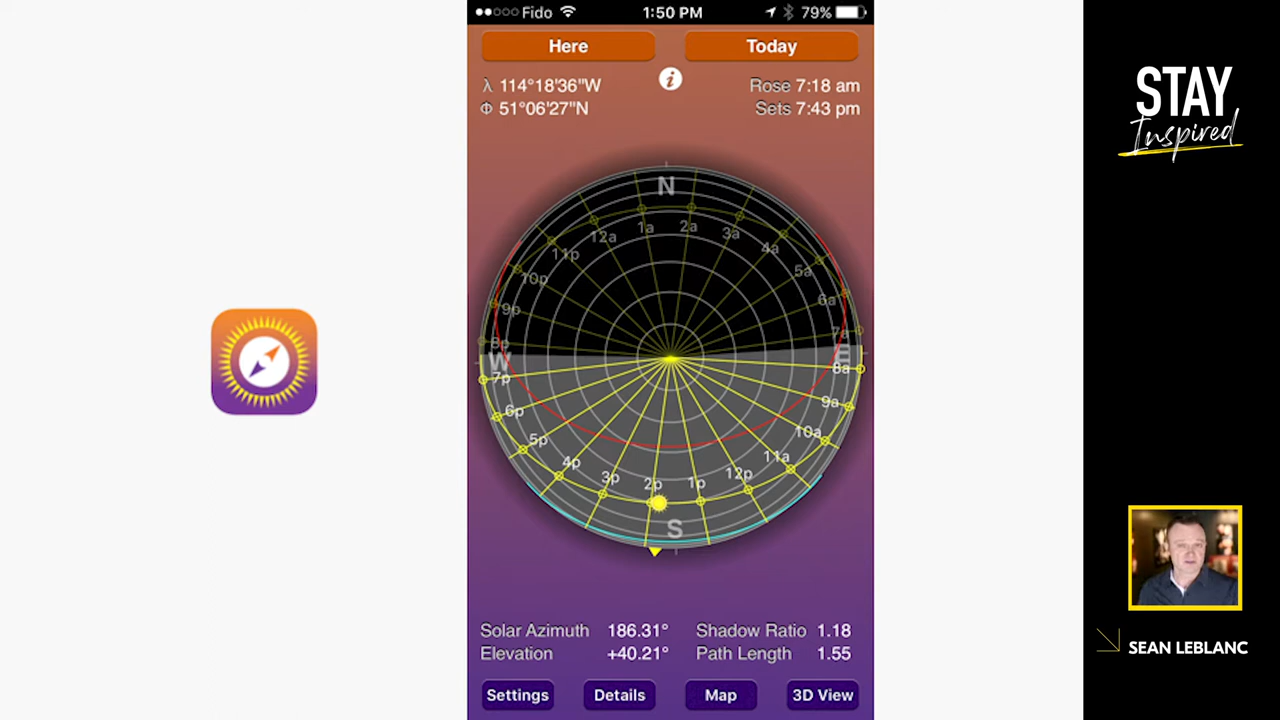 Fido 1:50 PM 79%
Here Today
λ 114°18'36"W Rose 7:18 am
Φ 51°06'27"N Sets 7:43 pm
i
N
12a 1a 2a 3a
11p 4a
10p 5a
9p 6a
8p 7a
W E
7p 8a
6p 9a
5p 10a
4p 11a
3p 2p 1p 12p
S
Solar Azimuth 186.31° Shadow Ratio 1.18
Elevation +40.21° Path Length 1.55
Settings Details Map 3D View
STAY
Inspired
SEAN LEBLANC